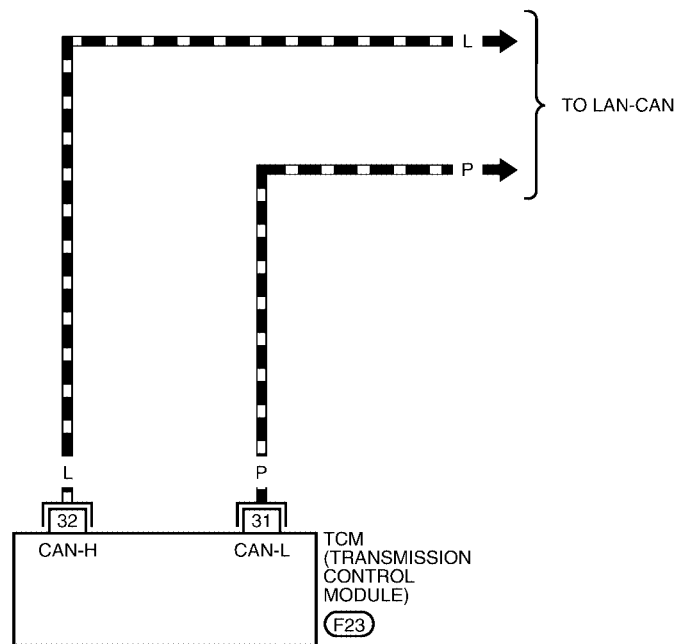 L
TO LAN-CAN
P
L
P
32
31
CAN-H
CAN-L
TCM
(TRANSMISSION
CONTROL
MODULE)
F23